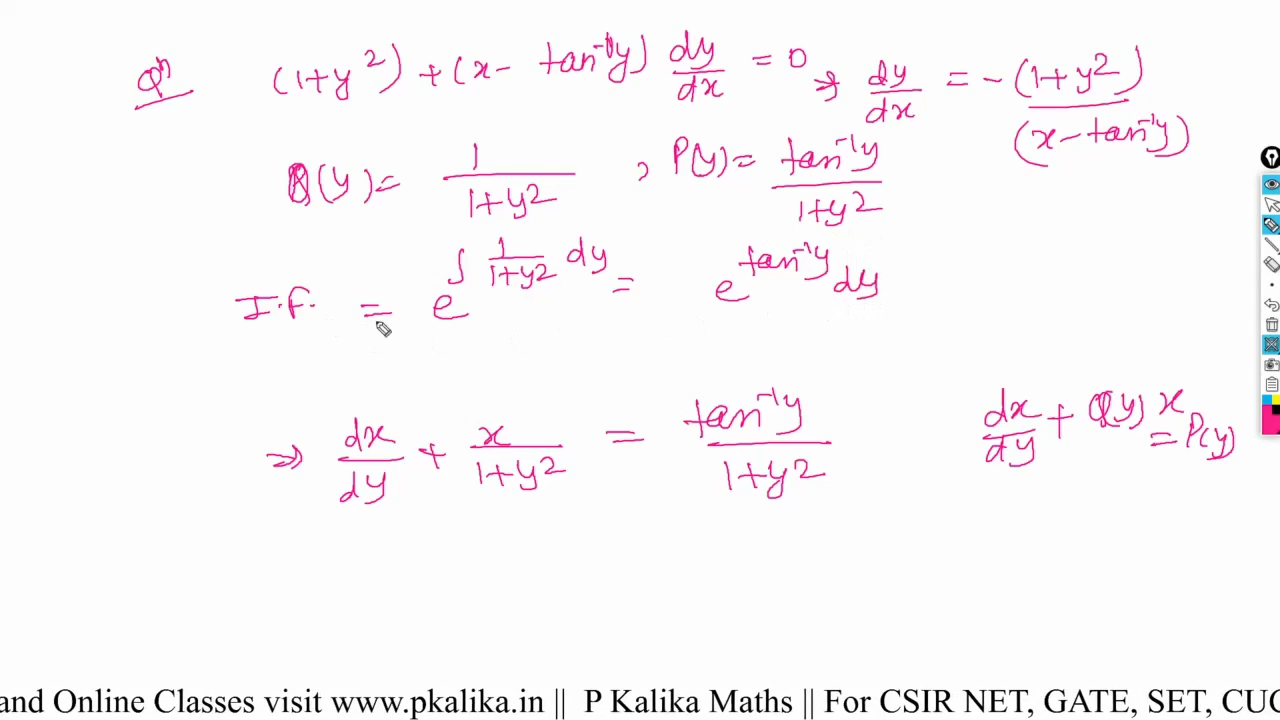 Qⁿ (1+y²) + (x - tan⁻¹y) dy/dx = 0 ⇒ dy/dx = -(1+y²)/(x - tan⁻¹y)
Q(y) = 1/(1+y²) , P(y) = tan⁻¹y/(1+y²)
I.F. = e^∫ 1/(1+y²) dy = e^tan⁻¹y dy
⇒ dx/dy + x/(1+y²) = tan⁻¹y/(1+y²) dx/dy + Q(y) x = P(y)
and Online Classes visit www.pkalika.in || P Kalika Maths || For CSIR NET, GATE, SET, CUC